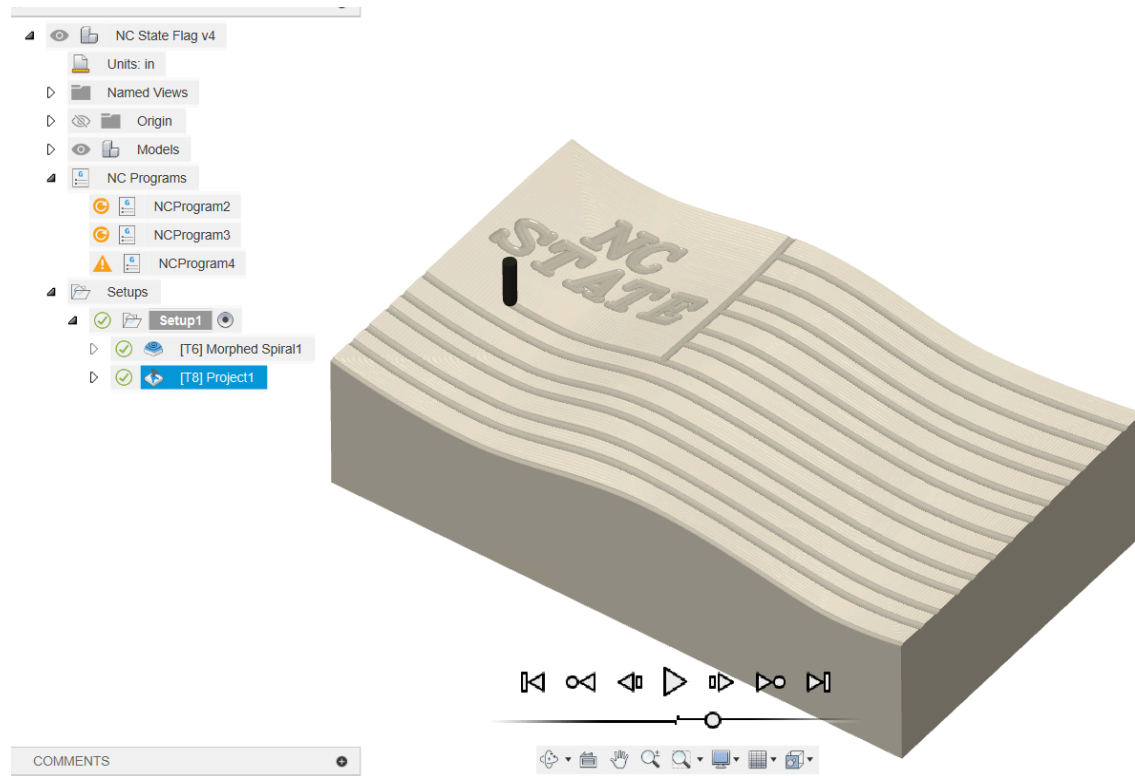 NC State Flag v4
Units: in
Named Views
Origin
Models
NC Programs
NCProgram2
NCProgram3
NCProgram4
Setups
Setup1
[T6] Morphed Spiral1
[T8] Project1
NC
STATE
COMMENTS